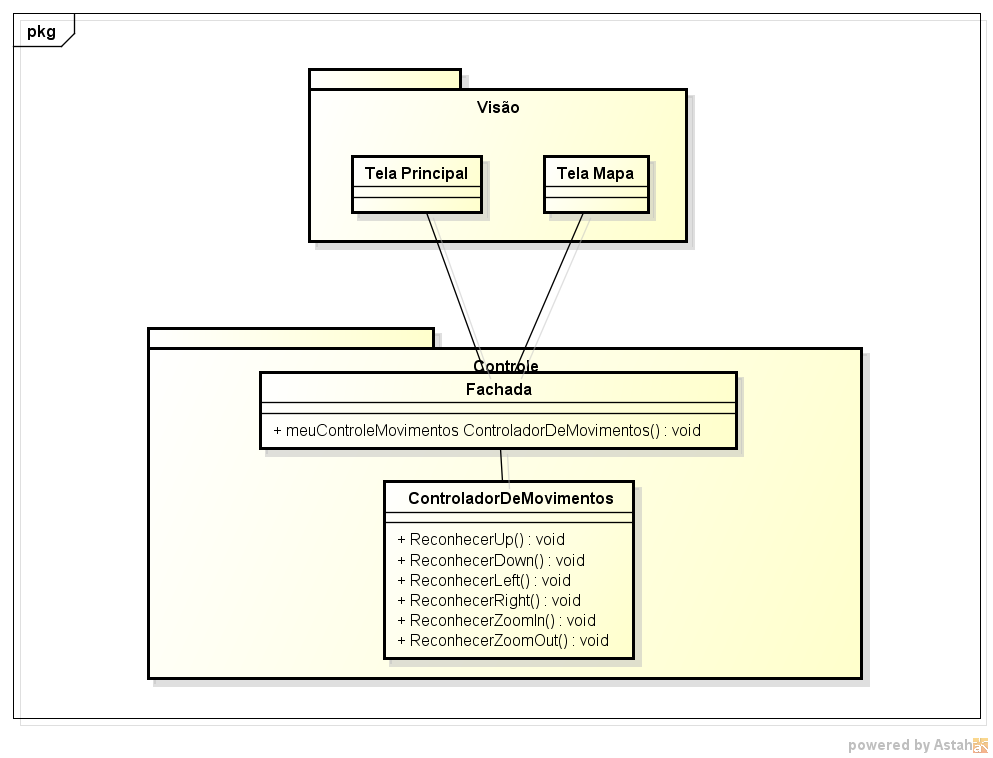 pkg
Visão
Tela Principal
Tela Mapa
Controle
Fachada
+ meuControleMovimentos ControladorDeMovimentos() : void
ControladorDeMovimentos
+ ReconhecerUp() : void
+ ReconhecerDown() : void
+ ReconhecerLeft() : void
+ ReconhecerRight() : void
+ ReconhecerZoomIn() : void
+ ReconhecerZoomOut() : void
powered by Astah